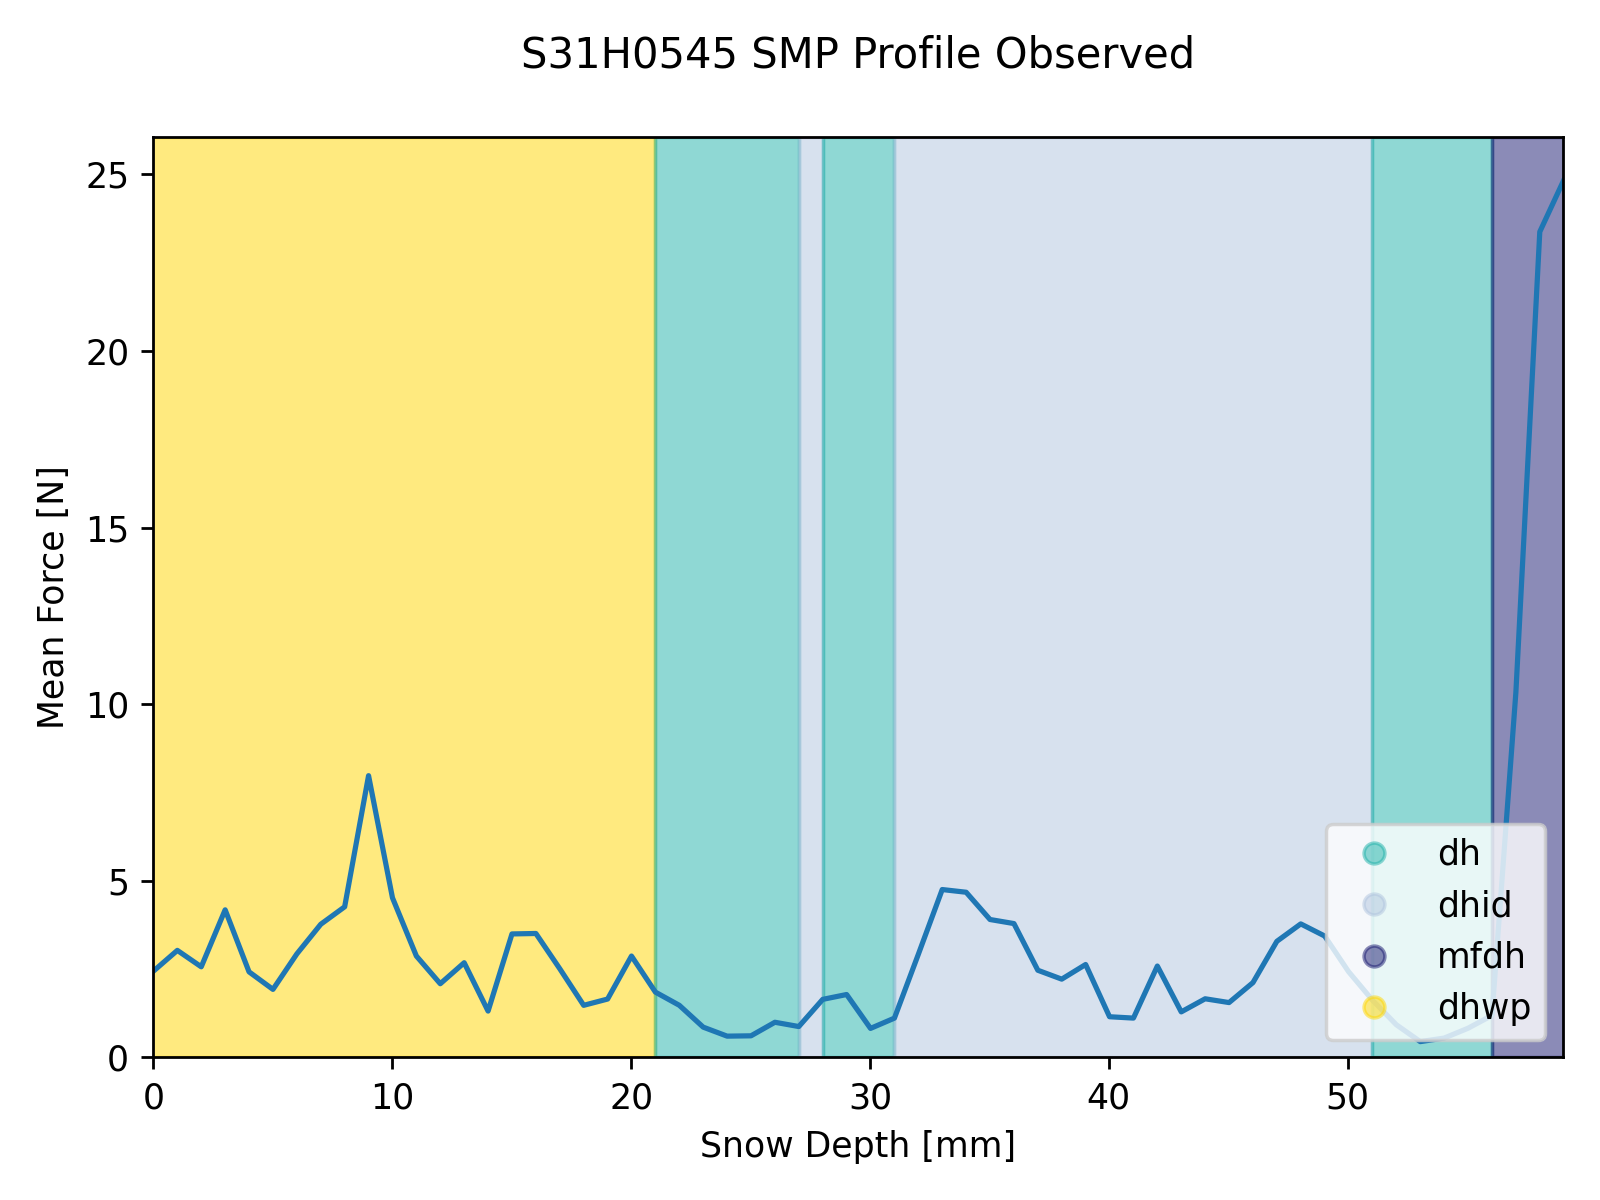 S31H0545 SMP Profile Observed
Mean Force [N]
25
20
15
10
5
0
dh
dhid
mfdh
dhwp
0 10 20 30 40 50
Snow Depth [mm]